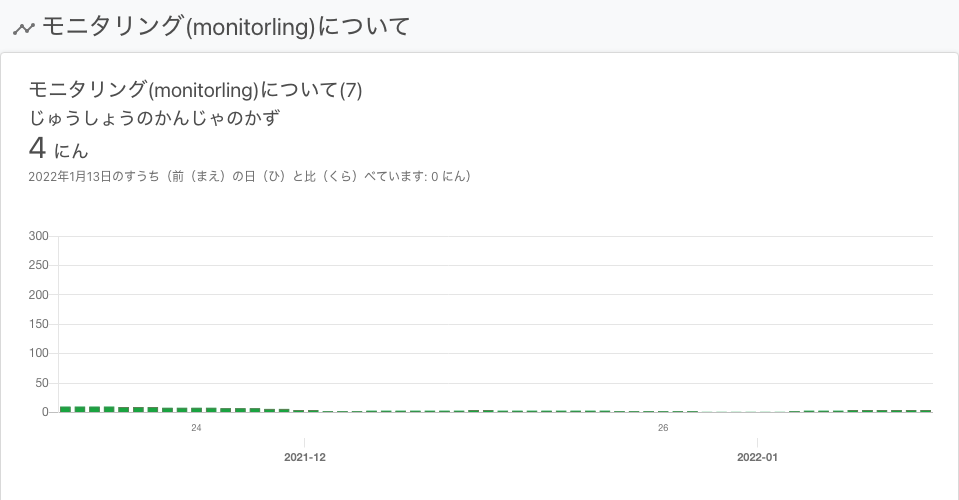 モニタリング(monitorling)について
モニタリング(monitorling)について(7)
じゅうしょうのかんじゃのかず
4 にん
2022年1月13日のすうち（前（まえ）の日（ひ）と比（くら）べています: 0 にん）
300
250
200
150
100
50
0
24 26
2021-12 2022-01